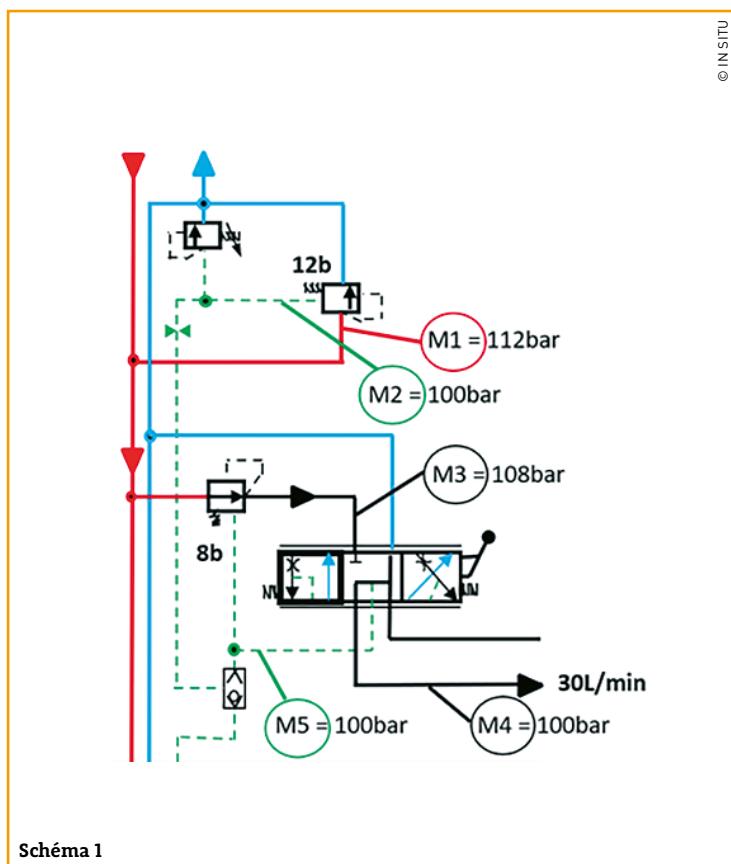 © IN SITU
12b
M1 = 112bar
M2 = 100bar
M3 = 108bar
8b
30L/min
M5 = 100bar
M4 = 100bar
Schéma 1